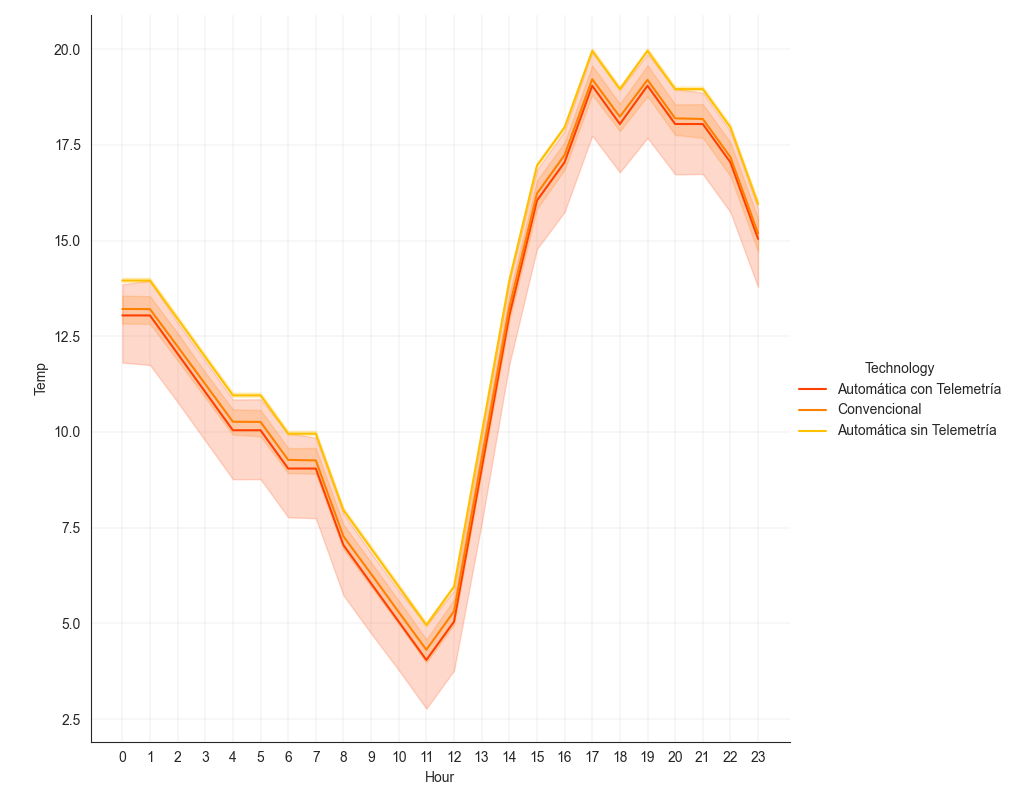 20.0
17.5
15.0
12.5
10.0
7.5
5.0
2.5
Temp
0 1 2 3 4 5 6 7 8 9 10 11 12 13 14 15 16 17 18 19 20 21 22 23
Hour
Technology
Automática con Telemetría
Convencional
Automática sin Telemetría